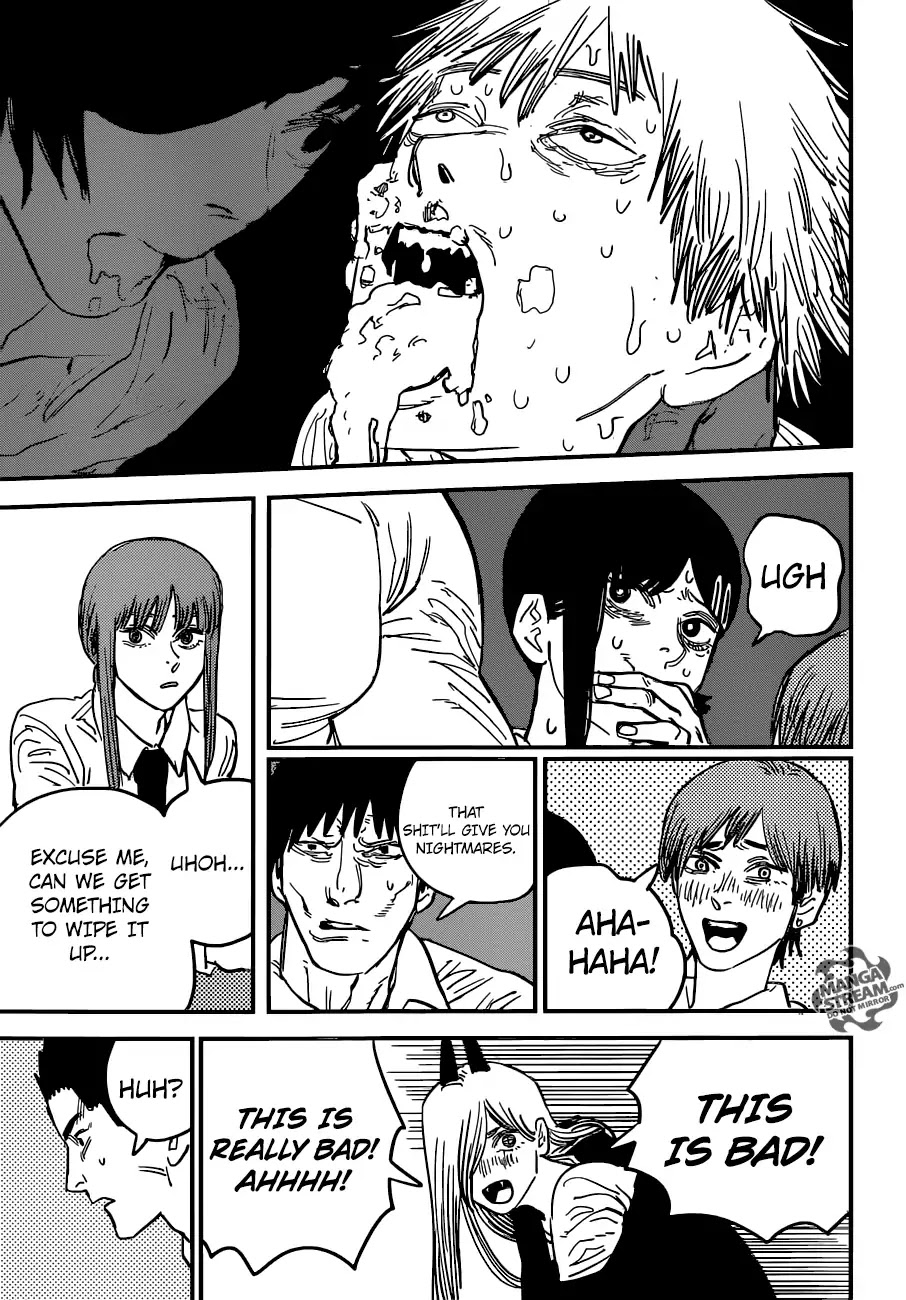 UGH
UHOH...
EXCUSE ME,
CAN WE GET
SOMETHING
TO WIPE IT
UP...
AHA-
HAHA!
THAT
SHIT'LL GIVE YOU
NIGHTMARES.
THIS
IS BAD!
THIS IS
REALLY BAD!
AHHHH!
HUH?
MANGA
STREAM.com
DO NOT MIRROR